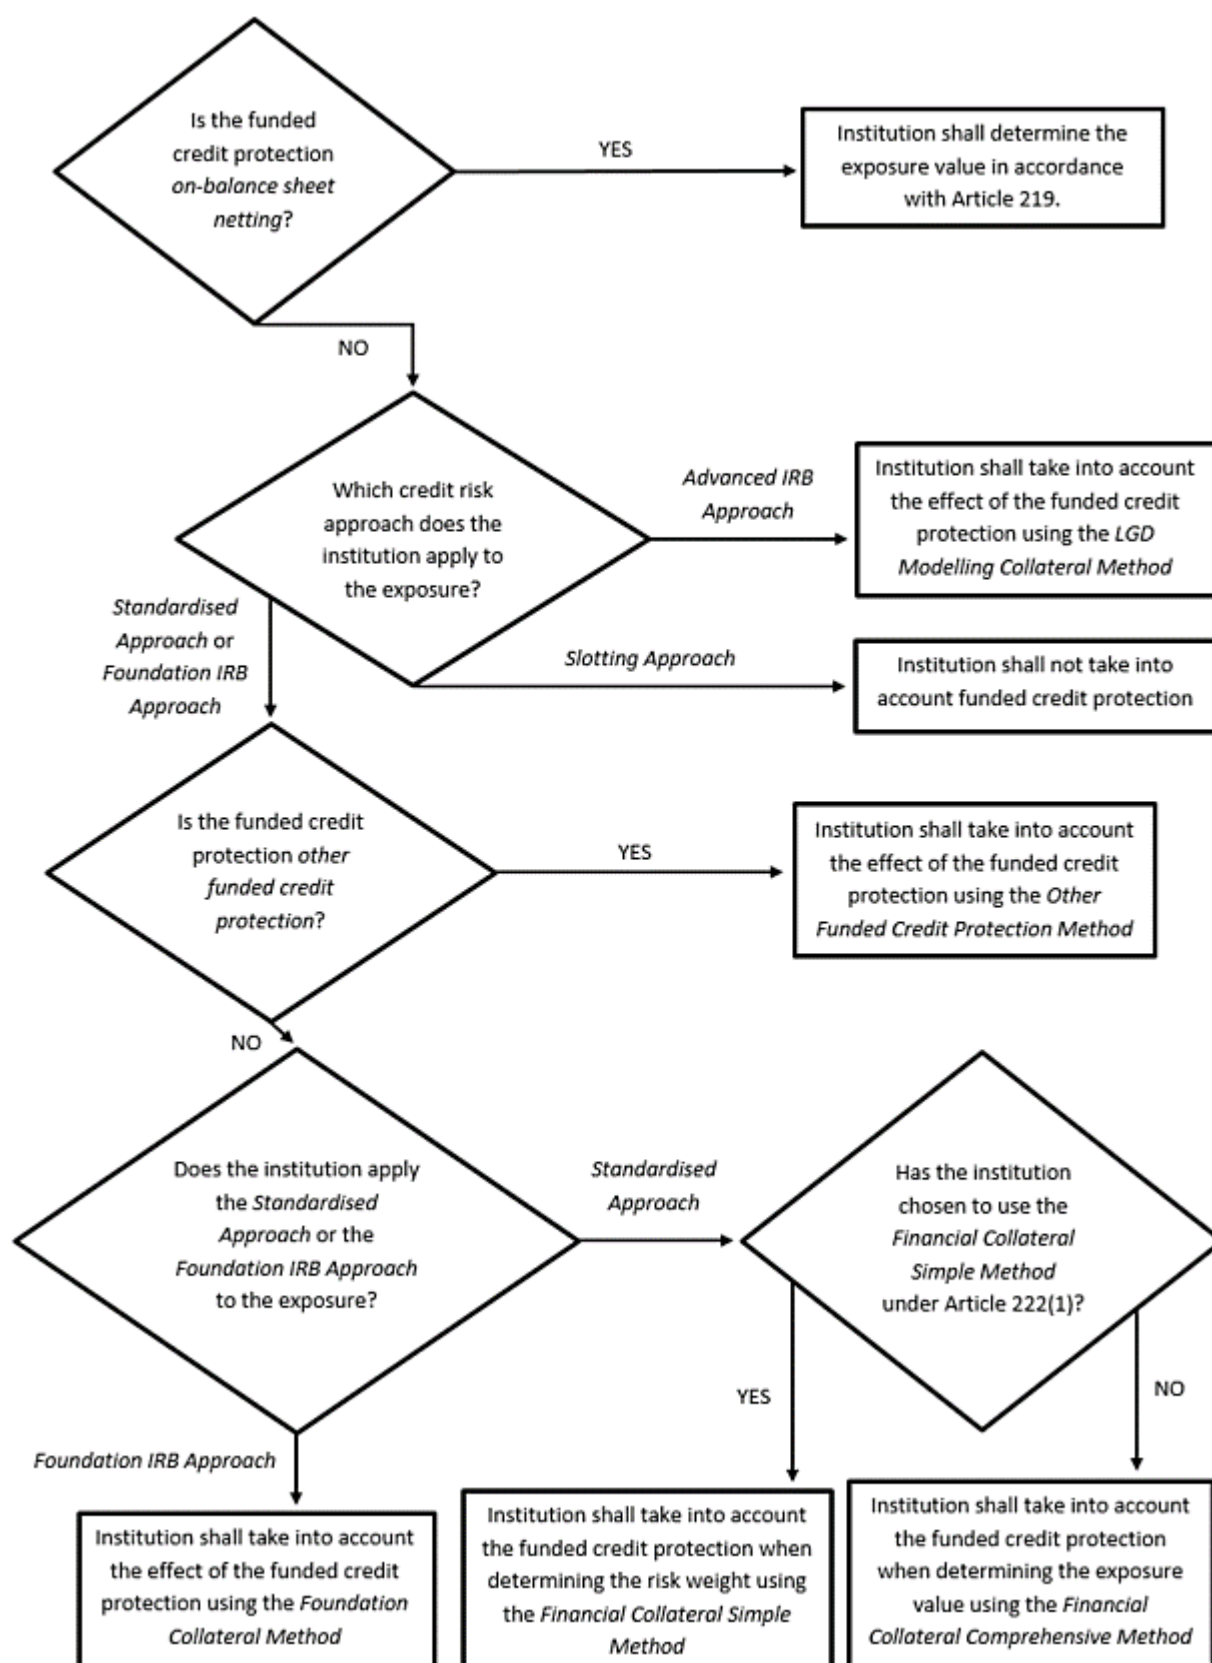 Is the funded
credit protection
on-balance sheet
netting?
YES
Institution shall determine the
exposure value in accordance
with Article 219.
NO
Which credit risk
approach does the
institution apply to
the exposure?
Advanced IRB
Approach
Institution shall take into account
the effect of the funded credit
protection using the LGD
Modelling Collateral Method
Standardised
Approach or
Foundation IRB
Approach
Slotting Approach
Institution shall not take into
account funded credit protection
Is the funded credit
protection other
funded credit
protection?
YES
Institution shall take into account
the effect of the funded credit
protection using the Other
Funded Credit Protection Method
NO
Does the institution apply
the Standardised
Approach or the
Foundation IRB Approach
to the exposure?
Standardised
Approach
Has the institution
chosen to use the
Financial Collateral
Simple Method
under Article 222(1)?
YES
NO
Foundation IRB Approach
Institution shall take into account
the effect of the funded credit
protection using the Foundation
Collateral Method
Institution shall take into account
the funded credit protection when
determining the risk weight using
the Financial Collateral Simple
Method
Institution shall take into account
the funded credit protection
when determining the exposure
value using the Financial
Collateral Comprehensive Method